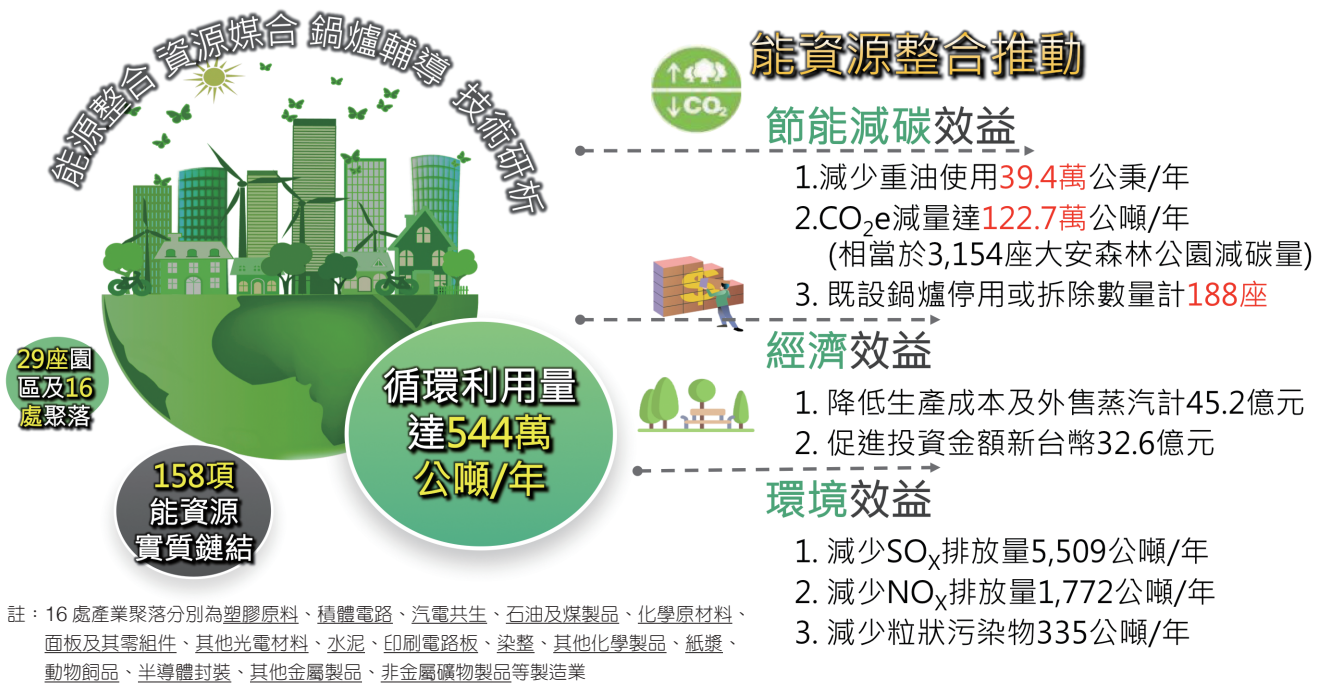 能源整合 資源媒合 鍋爐輔導 技術研析
29座園
區及16
處聚落
158項
能資源
實質鏈結
循環利用量
達544萬
公噸/年
CO₂
能資源整合推動
節能減碳效益
1.減少重油使用39.4萬公秉/年
2.CO₂e減量達122.7萬公噸/年
(相當於3,154座大安森林公園減碳量)
3. 既設鍋爐停用或拆除數量計188座
$
經濟效益
1. 降低生產成本及外售蒸汽計45.2億元
2. 促進投資金額新台幣32.6億元
環境效益
1. 減少SOX排放量5,509公噸/年
2. 減少NOX排放量1,772公噸/年
3. 減少粒狀污染物335公噸/年
註：16 處產業聚落分別為塑膠原料、積體電路、汽電共生、石油及煤製品、化學原材料、
面板及其零組件、其他光電材料、水泥、印刷電路板、染整、其他化學製品、紙漿、
動物飼品、半導體封裝、其他金屬製品、非金屬礦物製品等製造業